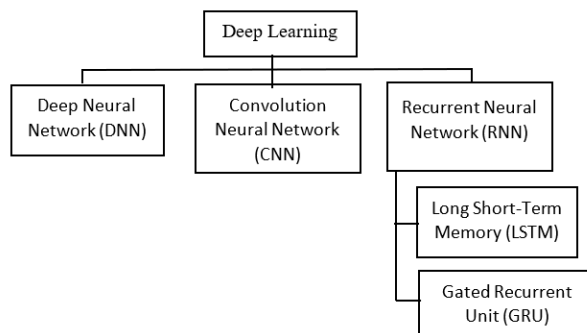 Deep Learning
Deep Neural
Network (DNN)
Convolution
Neural Network
(CNN)
Recurrent Neural
Network (RNN)
Long Short-Term
Memory (LSTM)
Gated Recurrent
Unit (GRU)